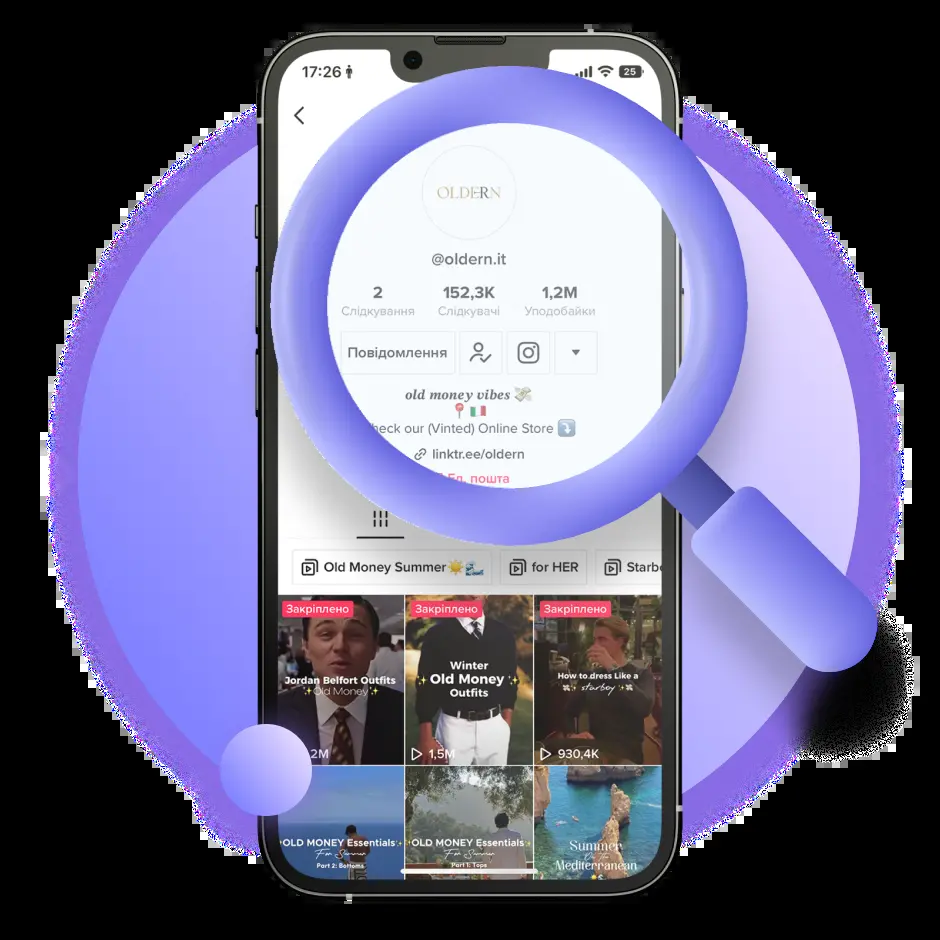 17:26
25
OLDERN
@oldern.it
2 152,3K 1,2M
Слідкування Слідкувачі Уподобайки
Повідомлення
old money vibes
heck our (Vinted) Online Store
linktr.ee/oldern
Ел. пошта
Old Money Summer for HER Starbo
Закріплено Закріплено Закріплено
Jordan Belfort Outfits
Old Money
2M
Winter
Old Money
Outfits
1,5M
How to dress Like a
starboy
930,4K
OLD MONEY Essentials
For Summer
Part 2: Bottoms
OLD MONEY Essentials
For Summer
Part 1: Tops
Summer
On The
Mediterranean